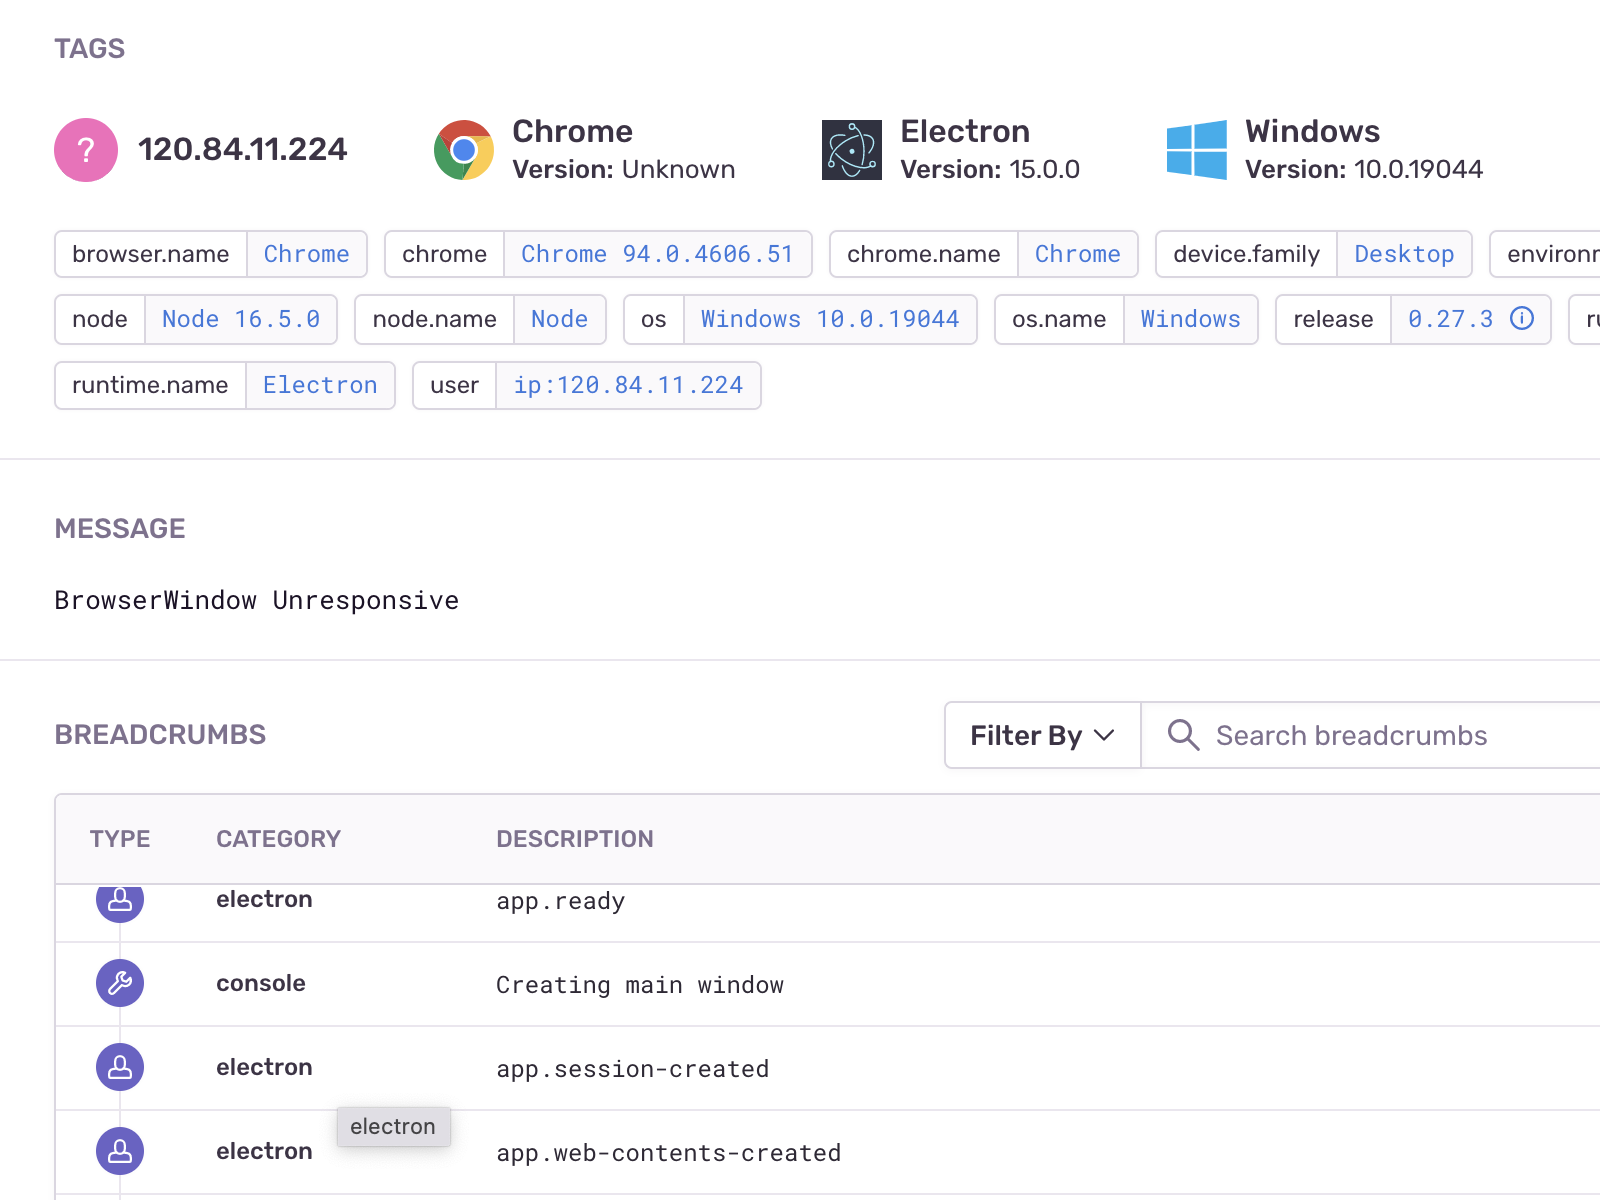 TAGS
? 120.84.11.224 Chrome Electron Windows
Version: Unknown Version: 15.0.0 Version: 10.0.19044
browser.name Chrome chrome Chrome 94.0.4606.51 chrome.name Chrome device.family Desktop
node Node 16.5.0 node.name Node os Windows 10.0.19044 os.name Windows release 0.27.3
runtime.name Electron user ip:120.84.11.224
MESSAGE
BrowserWindow Unresponsive
BREADCRUMBS Filter By Search breadcrumbs
TYPE CATEGORY DESCRIPTION
electron app.ready
console Creating main window
electron app.session-created
electron
electron app.web-contents-created